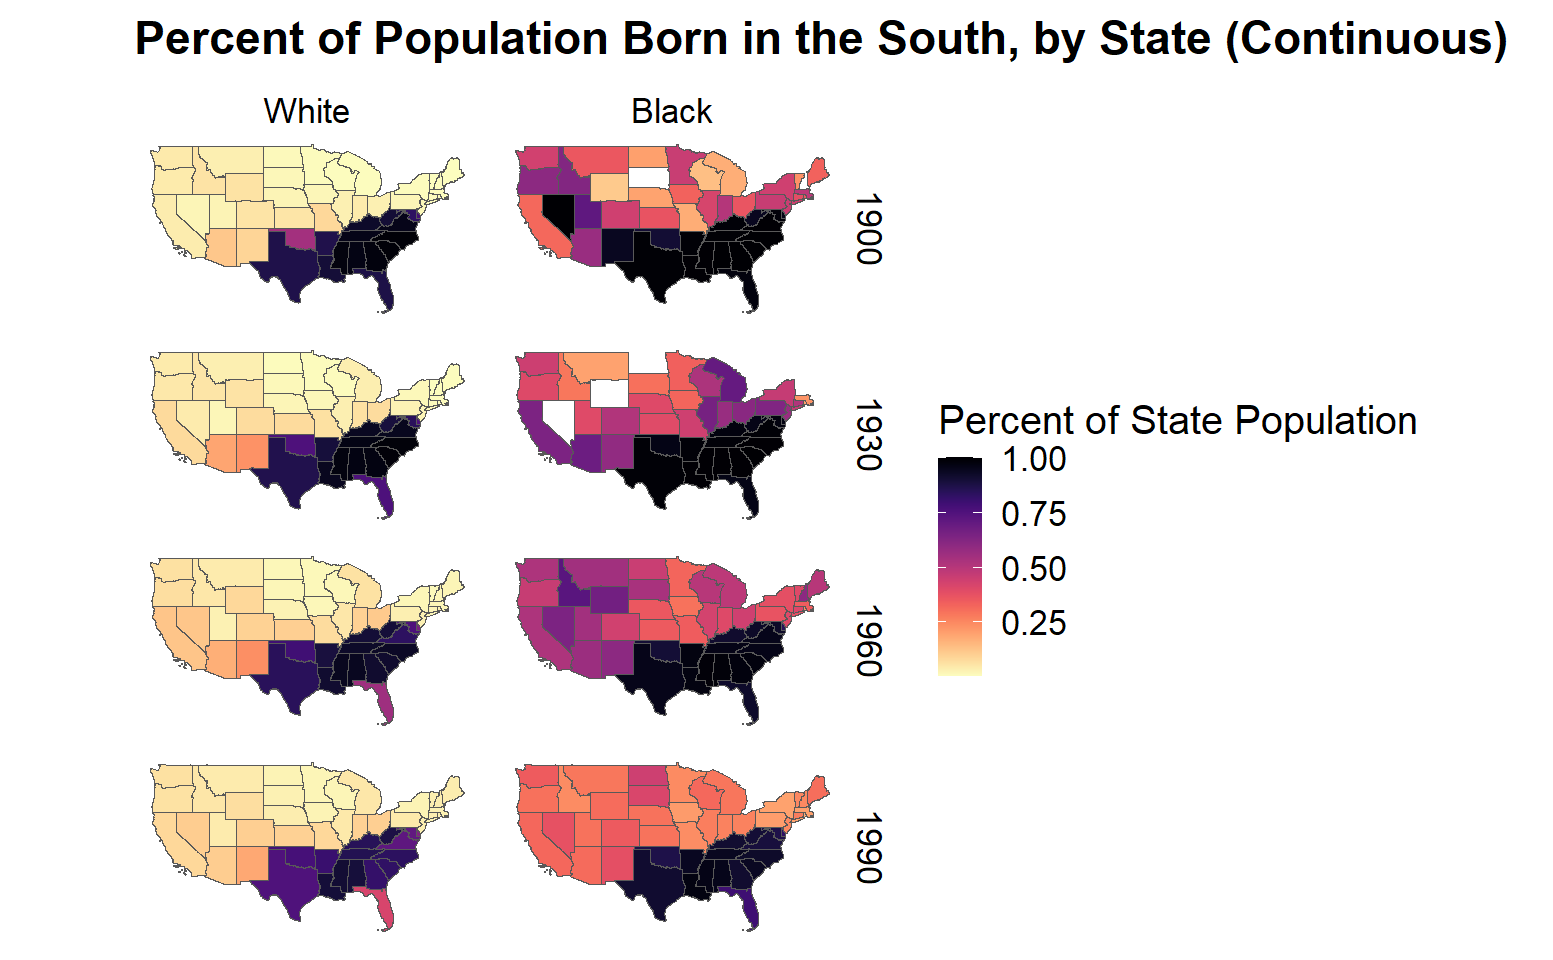 Percent of Population Born in the South, by State (Continuous)
White
Black
1900
1930
Percent of State Population
1.00
0.75
0.50
0.25
1960
1990